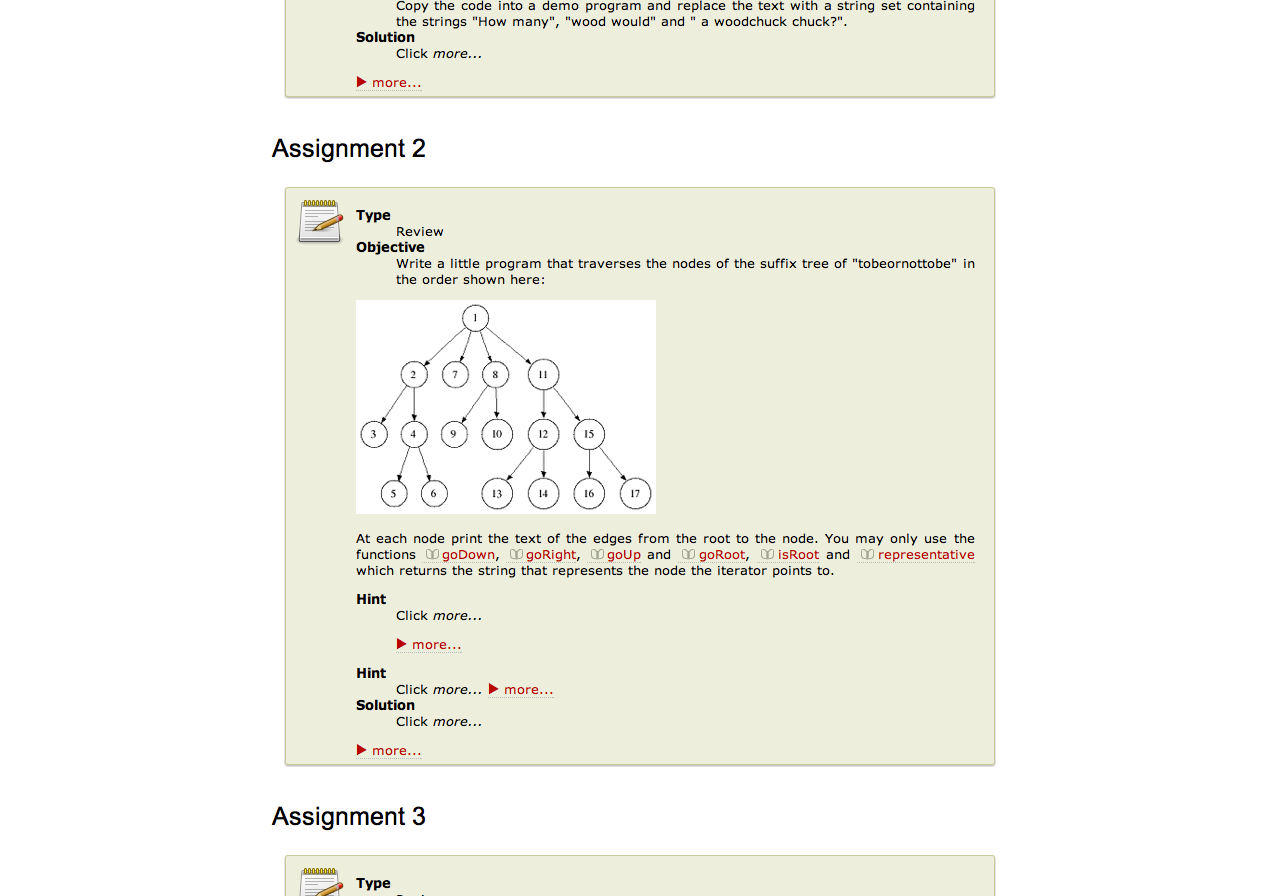 Copy the code into a demo program and replace the text with a string set containing
the strings "How many", "wood would" and " a woodchuck chuck?".
Solution
Click more...
▶ more...
Assignment 2
Type
Review
Objective
Write a little program that traverses the nodes of the suffix tree of "tobeornottobe" in
the order shown here:
1
2 7 8 11
3 4 9 10 12 15
5 6 13 14 16 17
At each node print the text of the edges from the root to the node. You may only use the
functions goDown, goRight, goUp and goRoot, isRoot and representative
which returns the string that represents the node the iterator points to.
Hint
Click more...
▶ more...
Hint
Click more... ▶ more...
Solution
Click more...
▶ more...
Assignment 3
Type